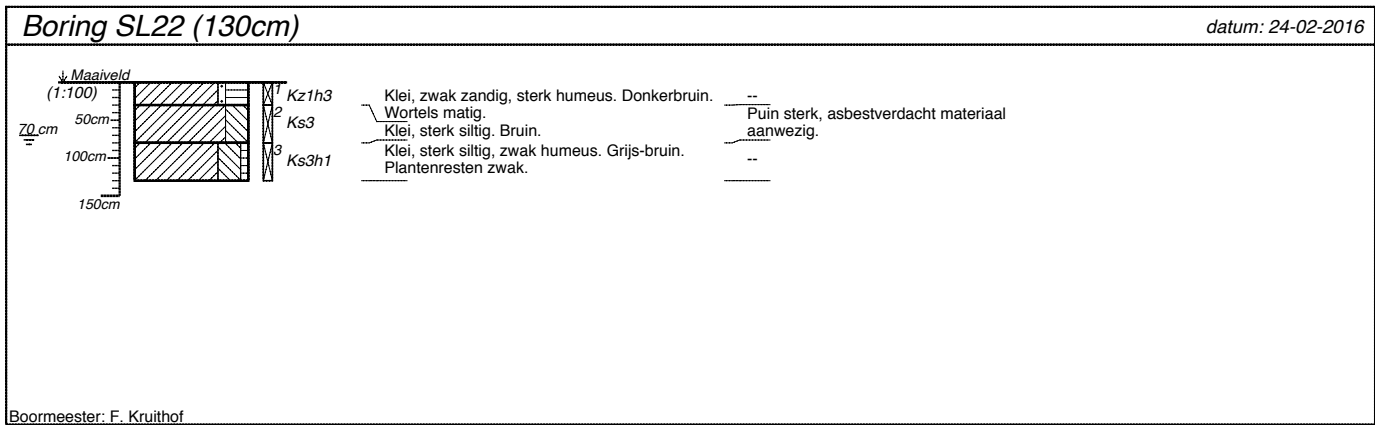 Boring SL22 (130cm)
datum: 24-02-2016
Maaiveld
(1:100)
50cm
70 cm
100cm
150cm
1
Kz1h3
2
Ks3
3
Ks3h1
Klei, zwak zandig, sterk humeus. Donkerbruin.
Wortels matig.
Klei, sterk siltig. Bruin.
Klei, sterk siltig, zwak humeus. Grijs-bruin.
Plantenresten zwak.
--
Puin sterk, asbestverdacht materiaal
aanwezig.
--
Boormeester: F. Kruithof